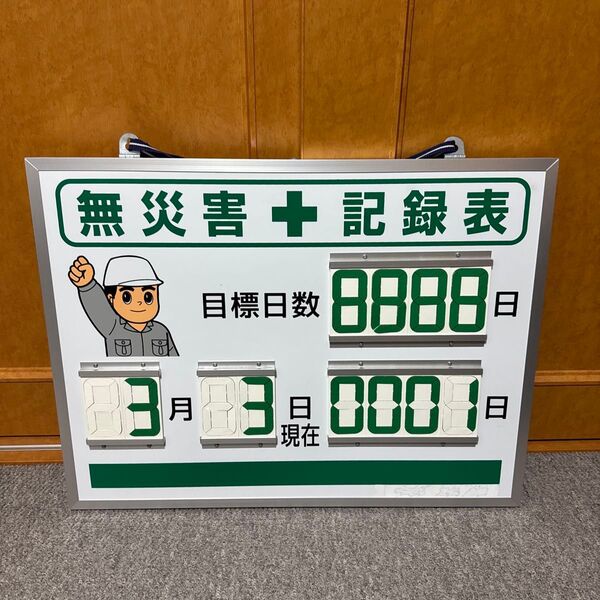 無災害✚記録表
目標日数 8888 日
3 月 3 日現在 0001 日